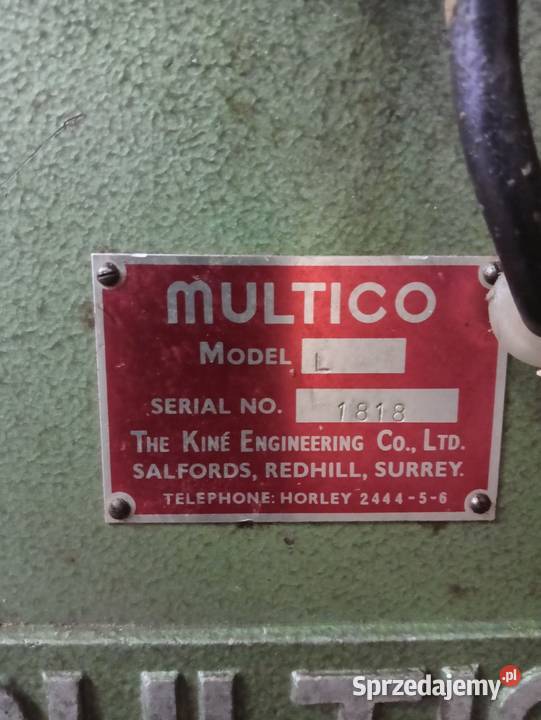 MULTICO
MODEL L
SERIAL NO. 1818
THE KINÉ ENGINEERING CO., LTD.
SALFORDS, REDHILL, SURREY.
TELEPHONE: HORLEY 2444-5-6
Sprzedajemy.pl